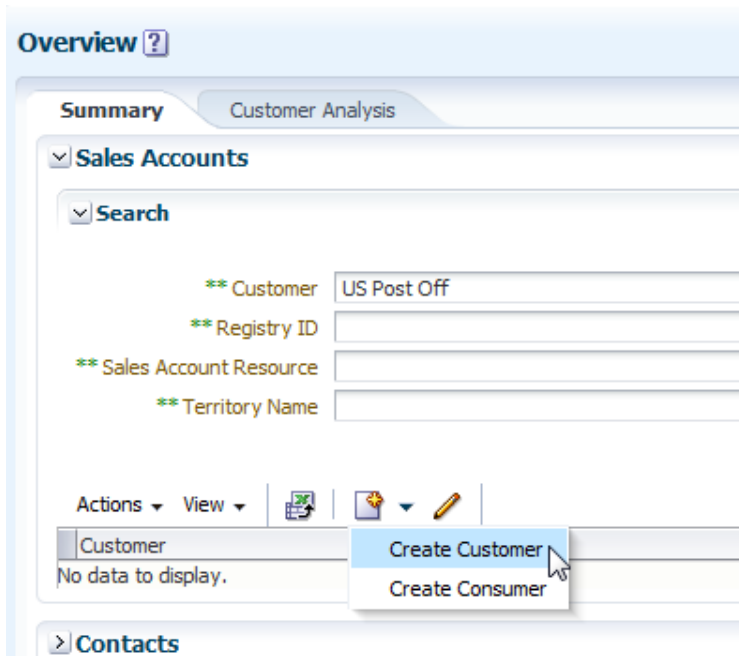 Overview ?
Summary Customer Analysis
Sales Accounts
Search
** Customer US Post Off
** Registry ID
** Sales Account Resource
** Territory Name
Actions View
Customer
Create Customer
No data to display.
Create Consumer
Contacts